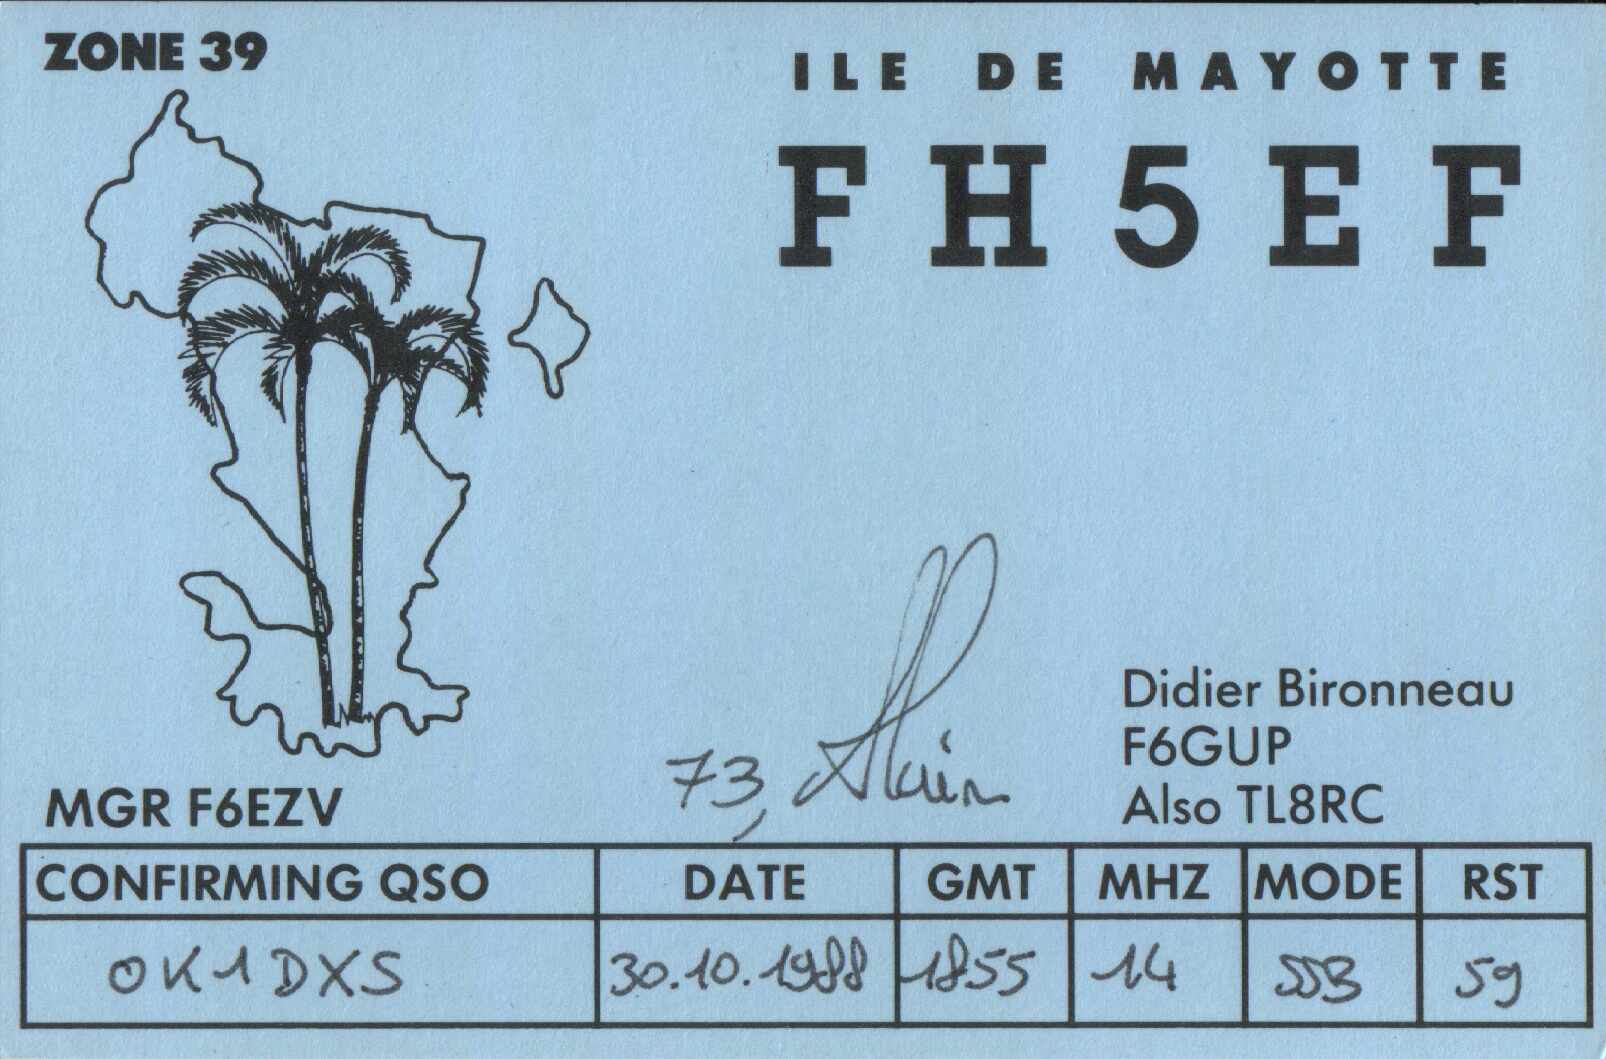 ZONE 39
ILE DE MAYOTTE
FH5EF
Didier Bironneau
F6GUP
Also TL8RC
73, Alain
MGR F6EZV
CONFIRMING QSO DATE GMT MHZ MODE RST
OK1DXS 30.10.1988 1855 14 SSB 59